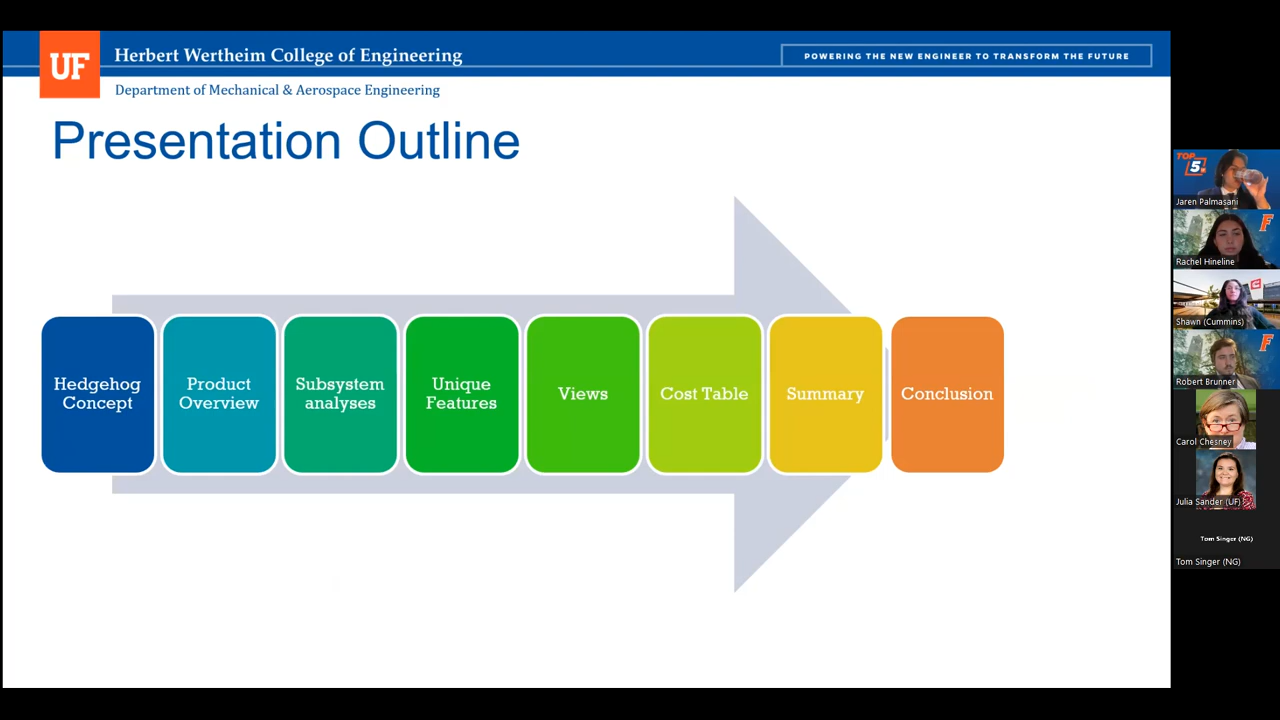 UF
Herbert Wertheim College of Engineering
POWERING THE NEW ENGINEER TO TRANSFORM THE FUTURE
Department of Mechanical & Aerospace Engineering
Presentation Outline
Hedgehog
Concept
Product
Overview
Subsystem
analyses
Unique
Features
Views
Cost Table
Summary
Conclusion
TOP
5
Jaren Palmasani
F
Rachel Hineline
Shawn (Cummins)
F
Robert Brunner
Carol Chesney
Julia Sander (UF)
Tom Singer (NG)
Tom Singer (NG)